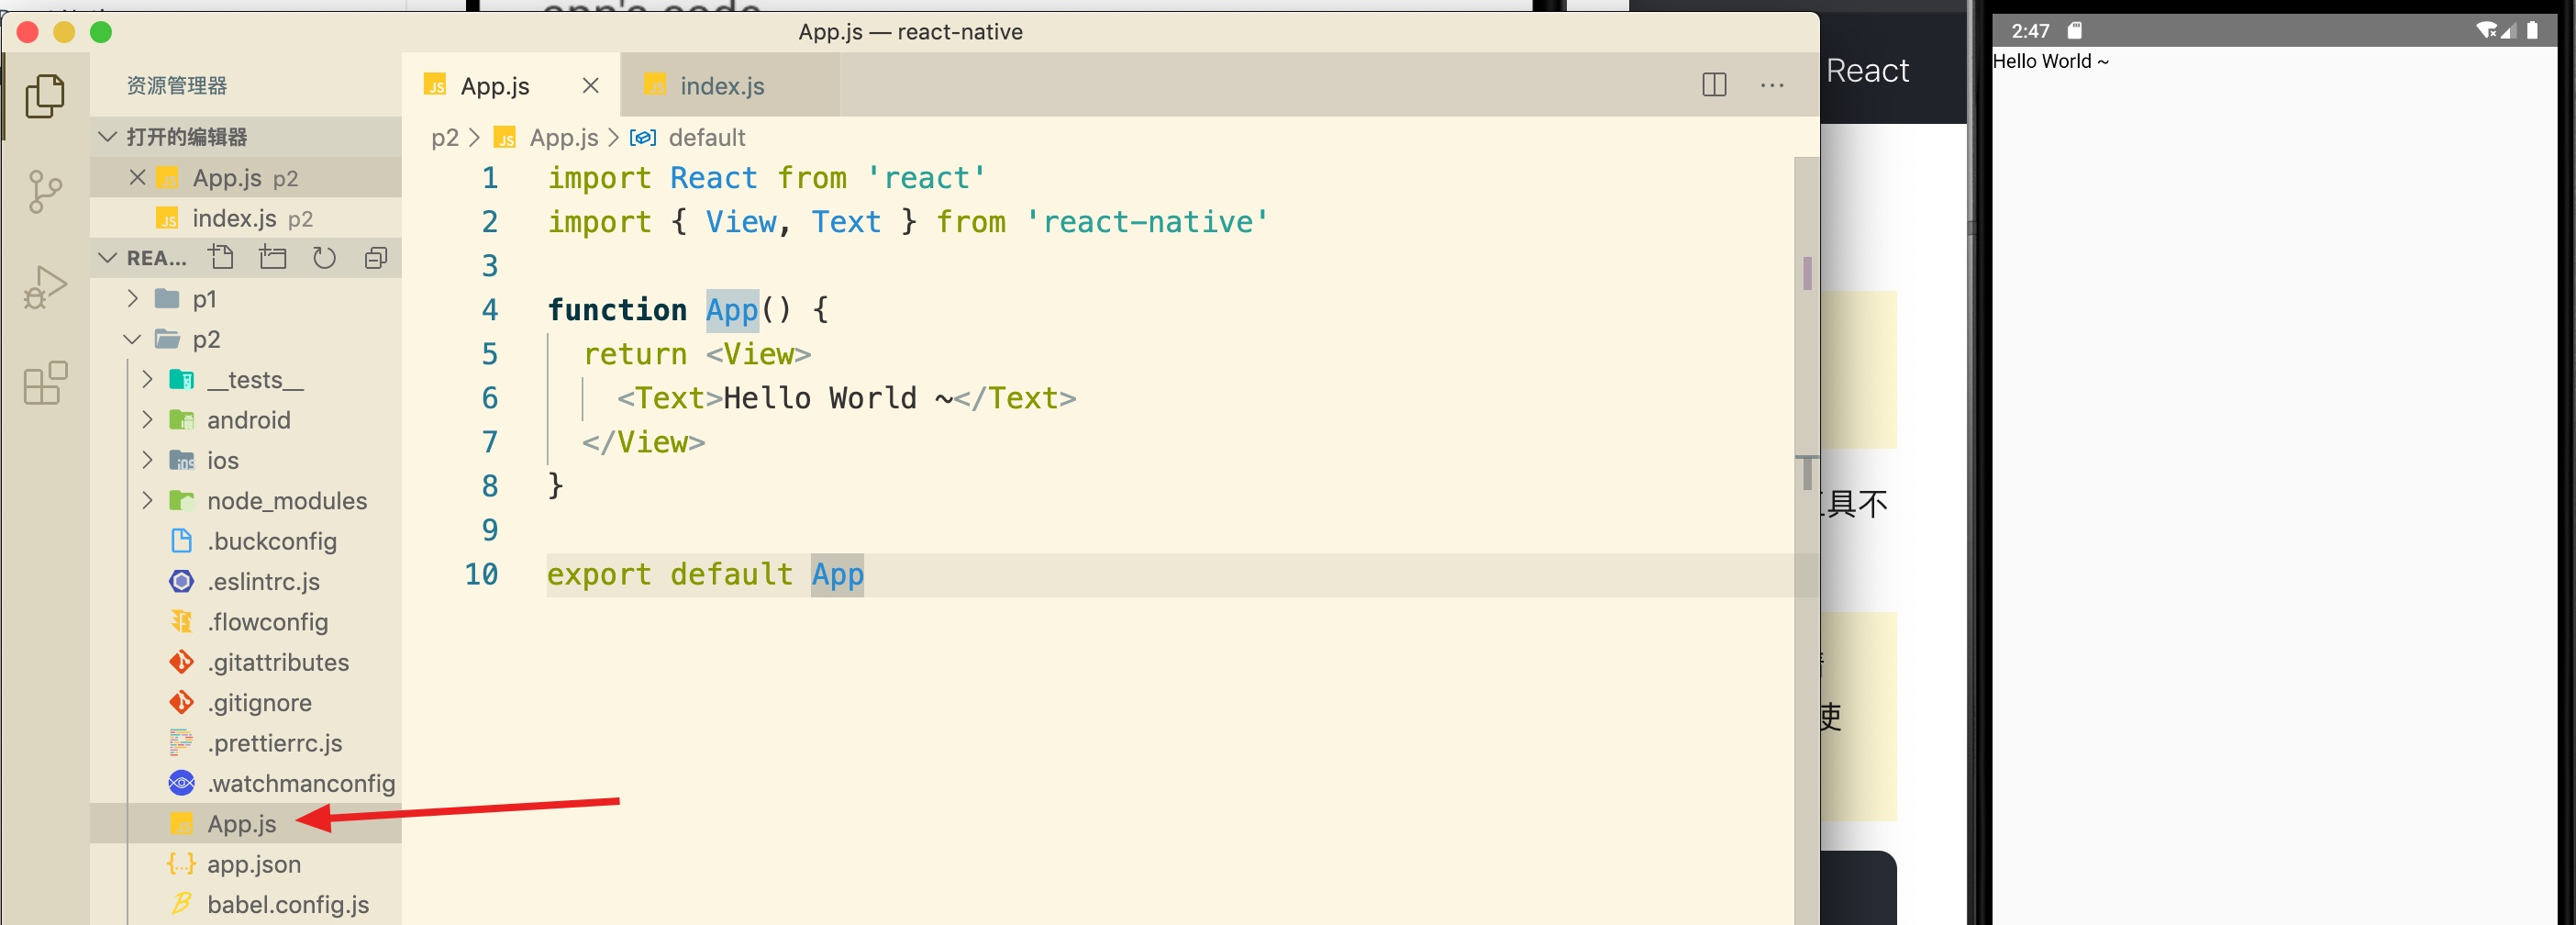 App.js — react-native
资源管理器
打开的编辑器
App.js p2
index.js p2
REA...
p1
p2
__tests__
android
ios
node_modules
.buckconfig
.eslintrc.js
.flowconfig
.gitattributes
.gitignore
.prettierrc.js
.watchmanconfig
App.js
app.json
babel.config.js
App.js
index.js
p2 > App.js > default
1 import React from 'react'
2 import { View, Text } from 'react-native'
3
4 function App() {
5 return <View>
6 <Text>Hello World ~</Text>
7 </View>
8 }
9
10 export default App
React
具不
使
2:47
Hello World ~